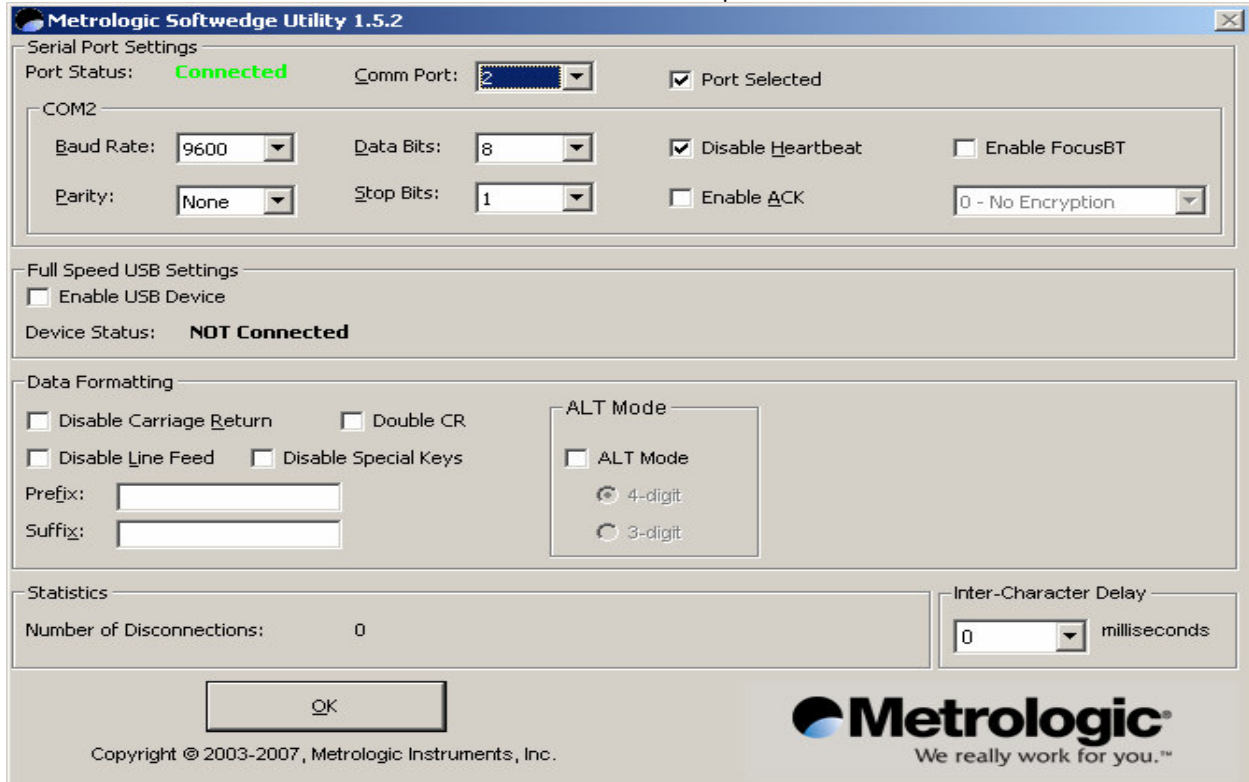 Metrologic Softwedge Utility 1.5.2
Serial Port Settings
Port Status: Connected Comm Port: 2 Port Selected
COM2
Baud Rate: 9600 Data Bits: 8 Disable Heartbeat Enable FocusBT
Parity: None Stop Bits: 1 Enable ACK 0 - No Encryption
Full Speed USB Settings
Enable USB Device
Device Status: NOT Connected
Data Formatting
Disable Carriage Return Double CR
Disable Line Feed Disable Special Keys
Prefix:
Suffix:
ALT Mode
ALT Mode
4-digit
3-digit
Statistics
Number of Disconnections: 0
Inter-Character Delay
0 milliseconds
OK
Copyright © 2003-2007, Metrologic Instruments, Inc.
Metrologic®
We really work for you.™